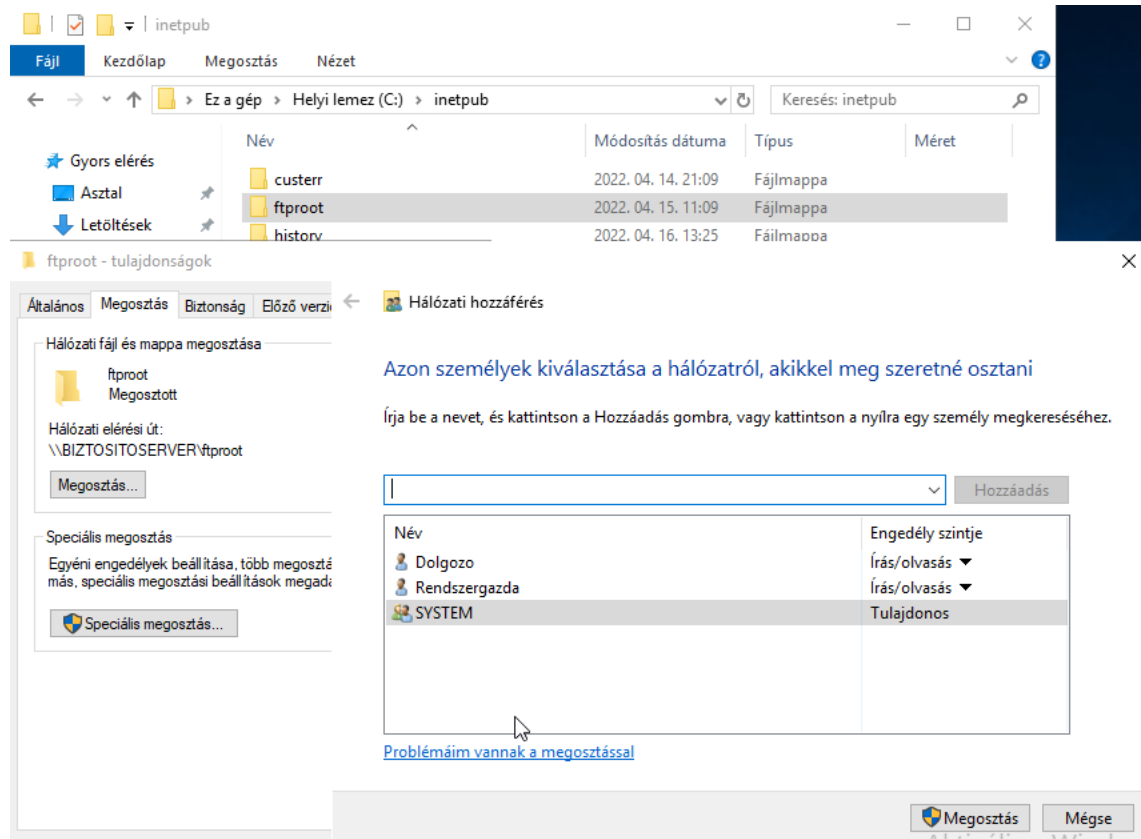 inetpub
Fájl Kezdőlap Megosztás Nézet
Ez a gép > Helyi lemez (C:) > inetpub
Keresés: inetpub
Név Módosítás dátuma Típus Méret
Gyors elérés
Asztal
Letöltések
custerr 2022. 04. 14. 21:09 Fájlmappa
ftproot 2022. 04. 15. 11:09 Fájlmappa
history 2022. 04. 16. 13:25 Fájlmappa
ftproot - tulajdonságok
Általános Megosztás Biztonság Előző
Hálózati fájl és mappa megosztása
ftproot
Megosztott
Hálózati elérési út:
\\BIZTOSITOSERVER\ftproot
Megosztás...
Speciális megosztás
Egyéni engedélyek beállítása, több
más, speciális megosztási beállítások
Speciális megosztás...
Hálózati hozzáférés
Azon személyek kiválasztása a hálózatról, akikkel meg szeretné osztani
Írja be a nevet, és kattintson a Hozzáadás gombra, vagy kattintson a nyílra egy személy megkereséséhez.
Hozzáadás
Név Engedély szintje
Dolgozo Írás/olvasás
Rendszergazda Írás/olvasás
SYSTEM Tulajdonos
Problémáim vannak a megosztással
Megosztás Mégse